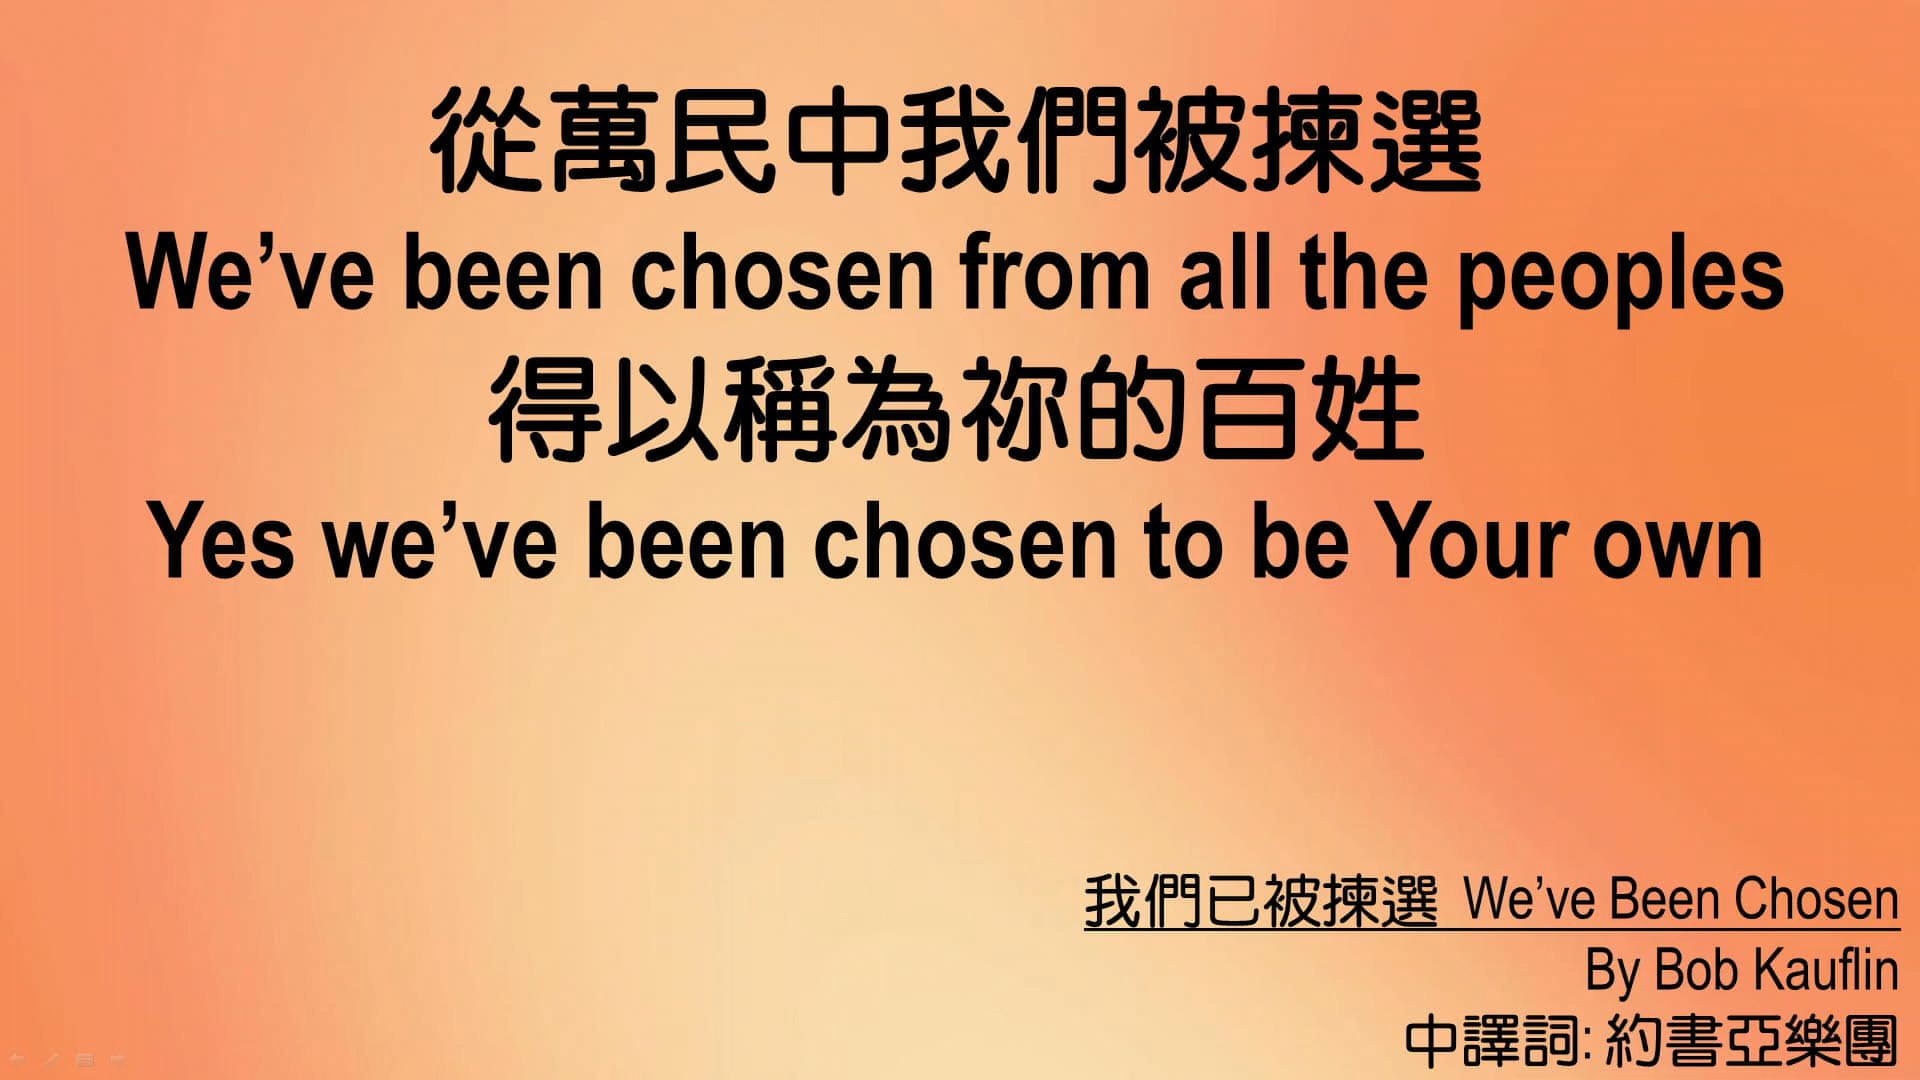 從萬民中我們被揀選
We’ve been chosen from all the peoples
得以稱為祢的百姓
Yes we’ve been chosen to be Your own
我們已被揀選 We’ve Been Chosen
By Bob Kauflin
中譯詞: 約書亞樂團